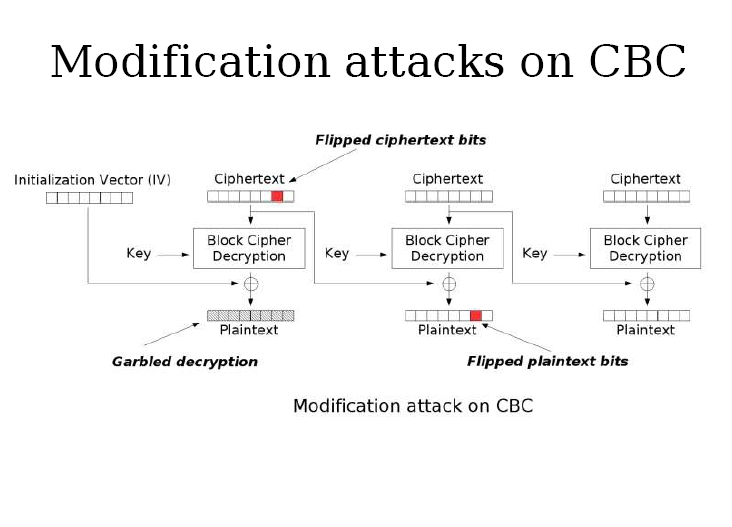 Modification attacks on CBC
Flipped ciphertext bits
Initialization Vector (IV)
Ciphertext
Ciphertext
Ciphertext
Key
Block Cipher
Decryption
Key
Block Cipher
Decryption
Key
Block Cipher
Decryption
Plaintext
Plaintext
Plaintext
Garbled decryption
Flipped plaintext bits
Modification attack on CBC